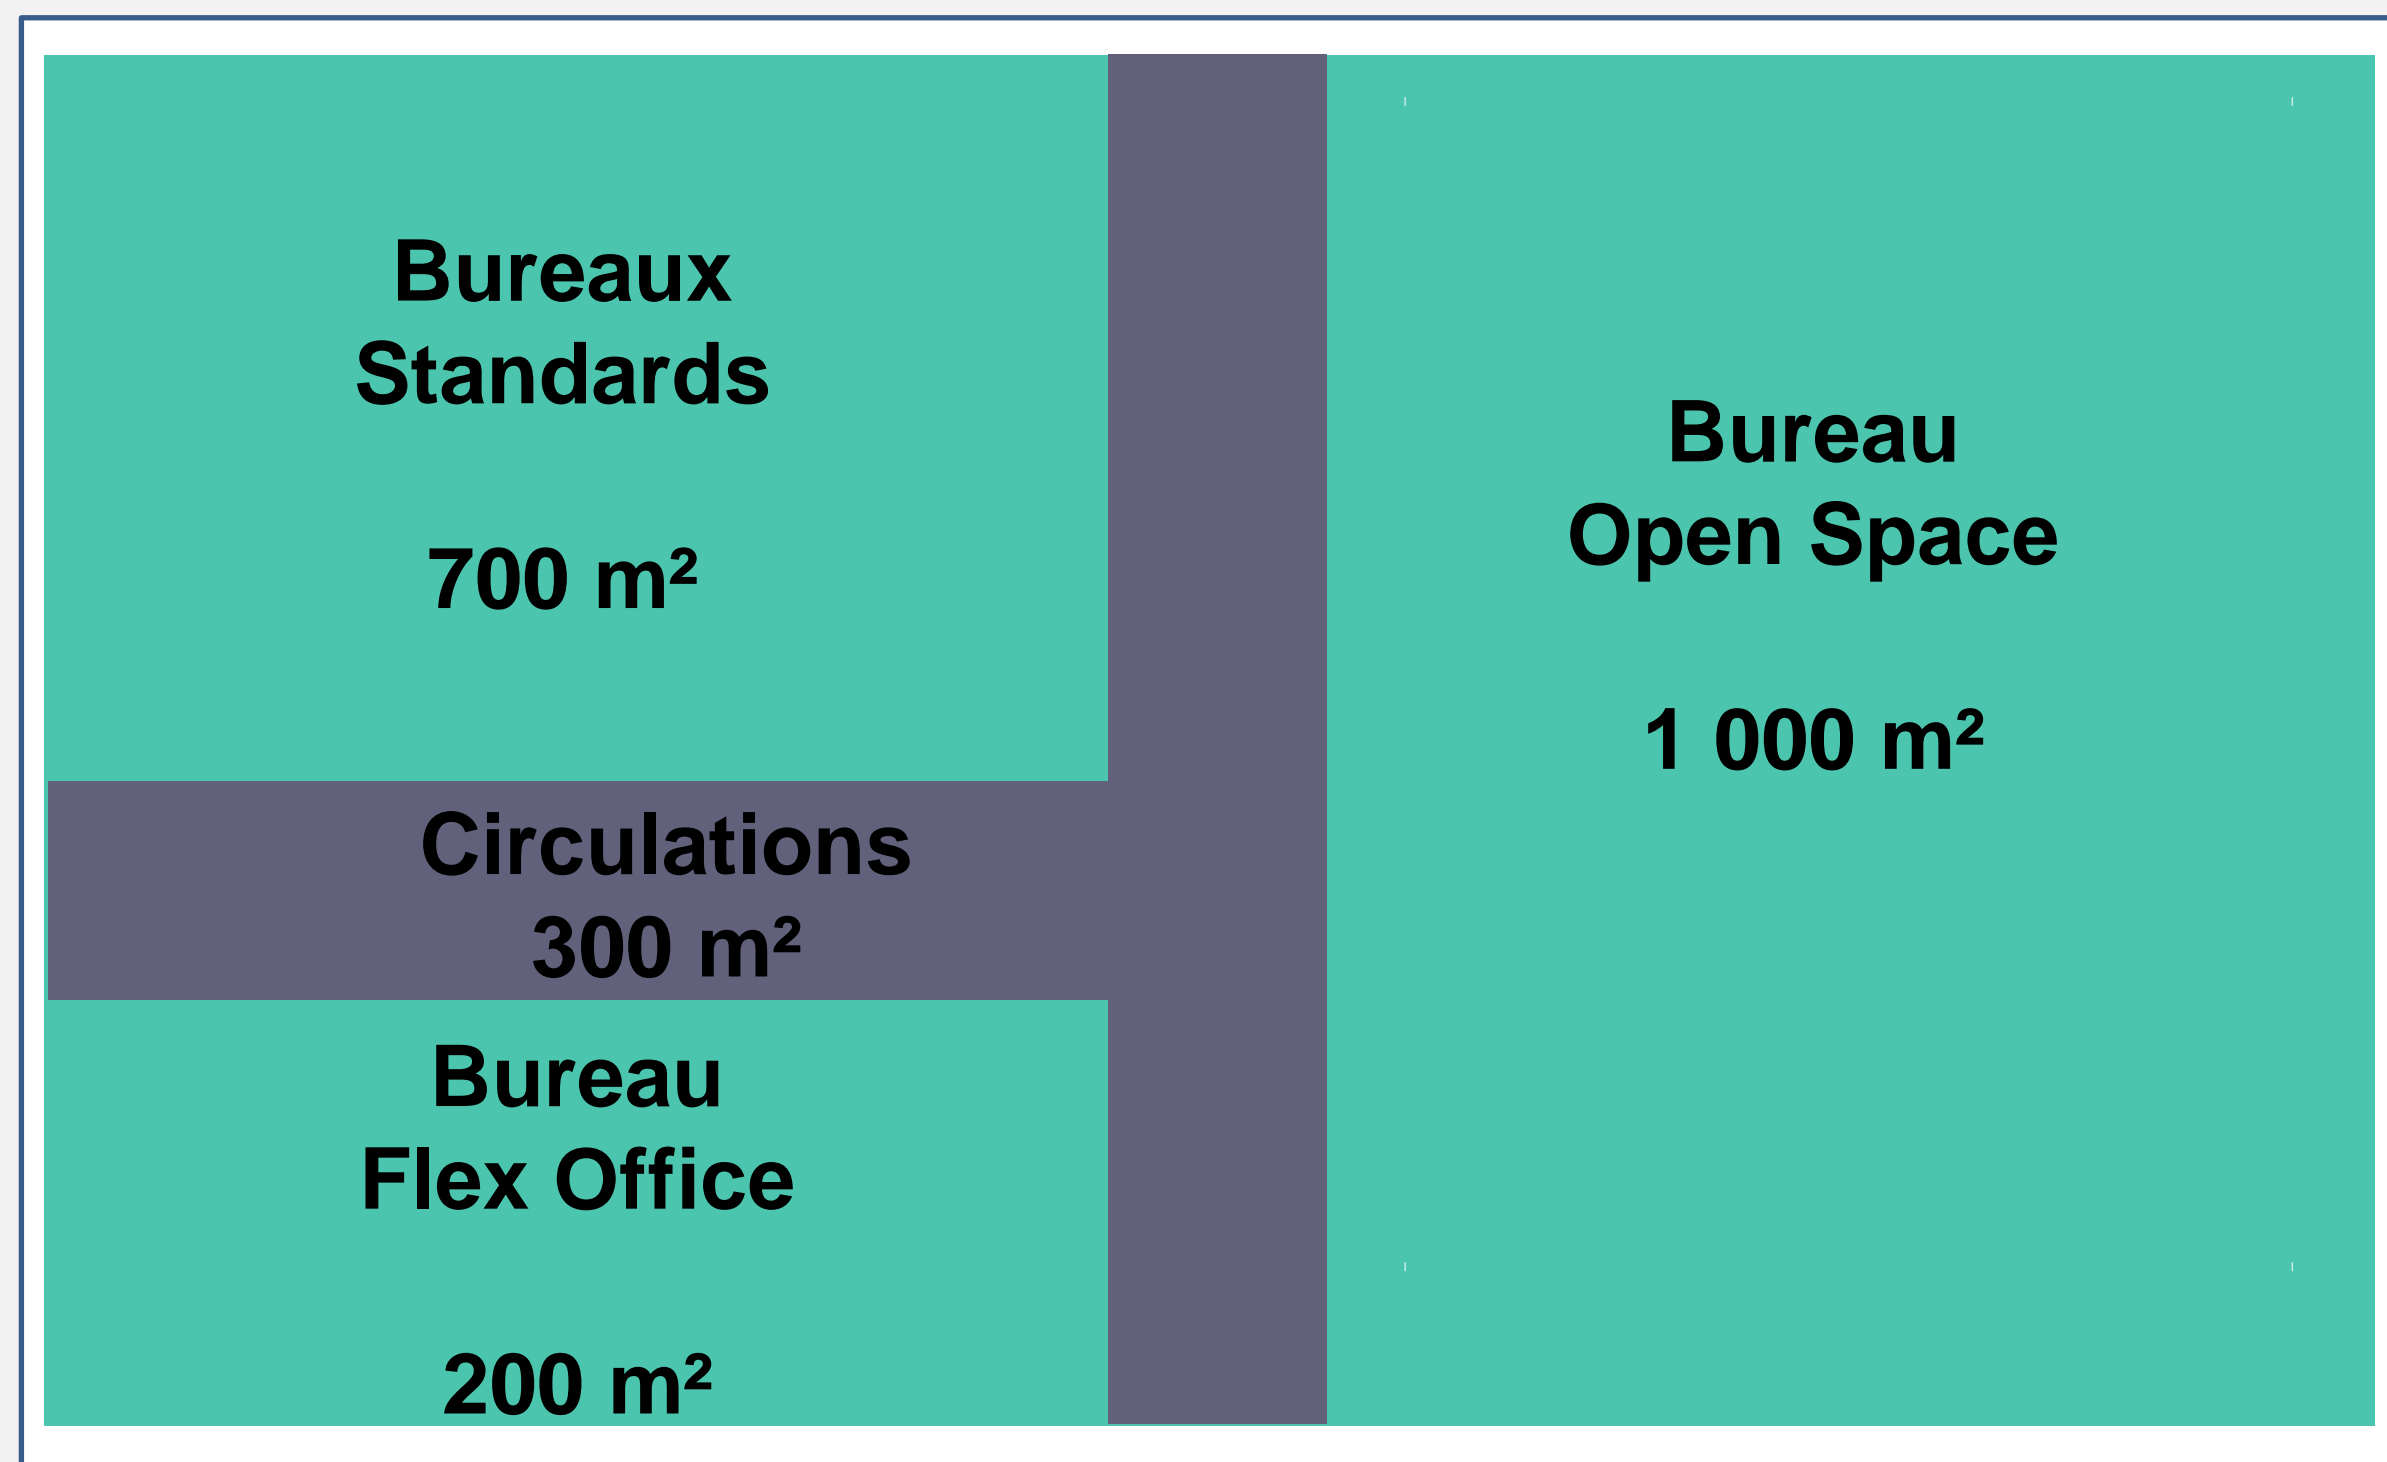 Bureaux
Standards
700 m²
Circulations
300 m²
Bureau
Flex Office
200 m²
Bureau
Open Space
1 000 m²